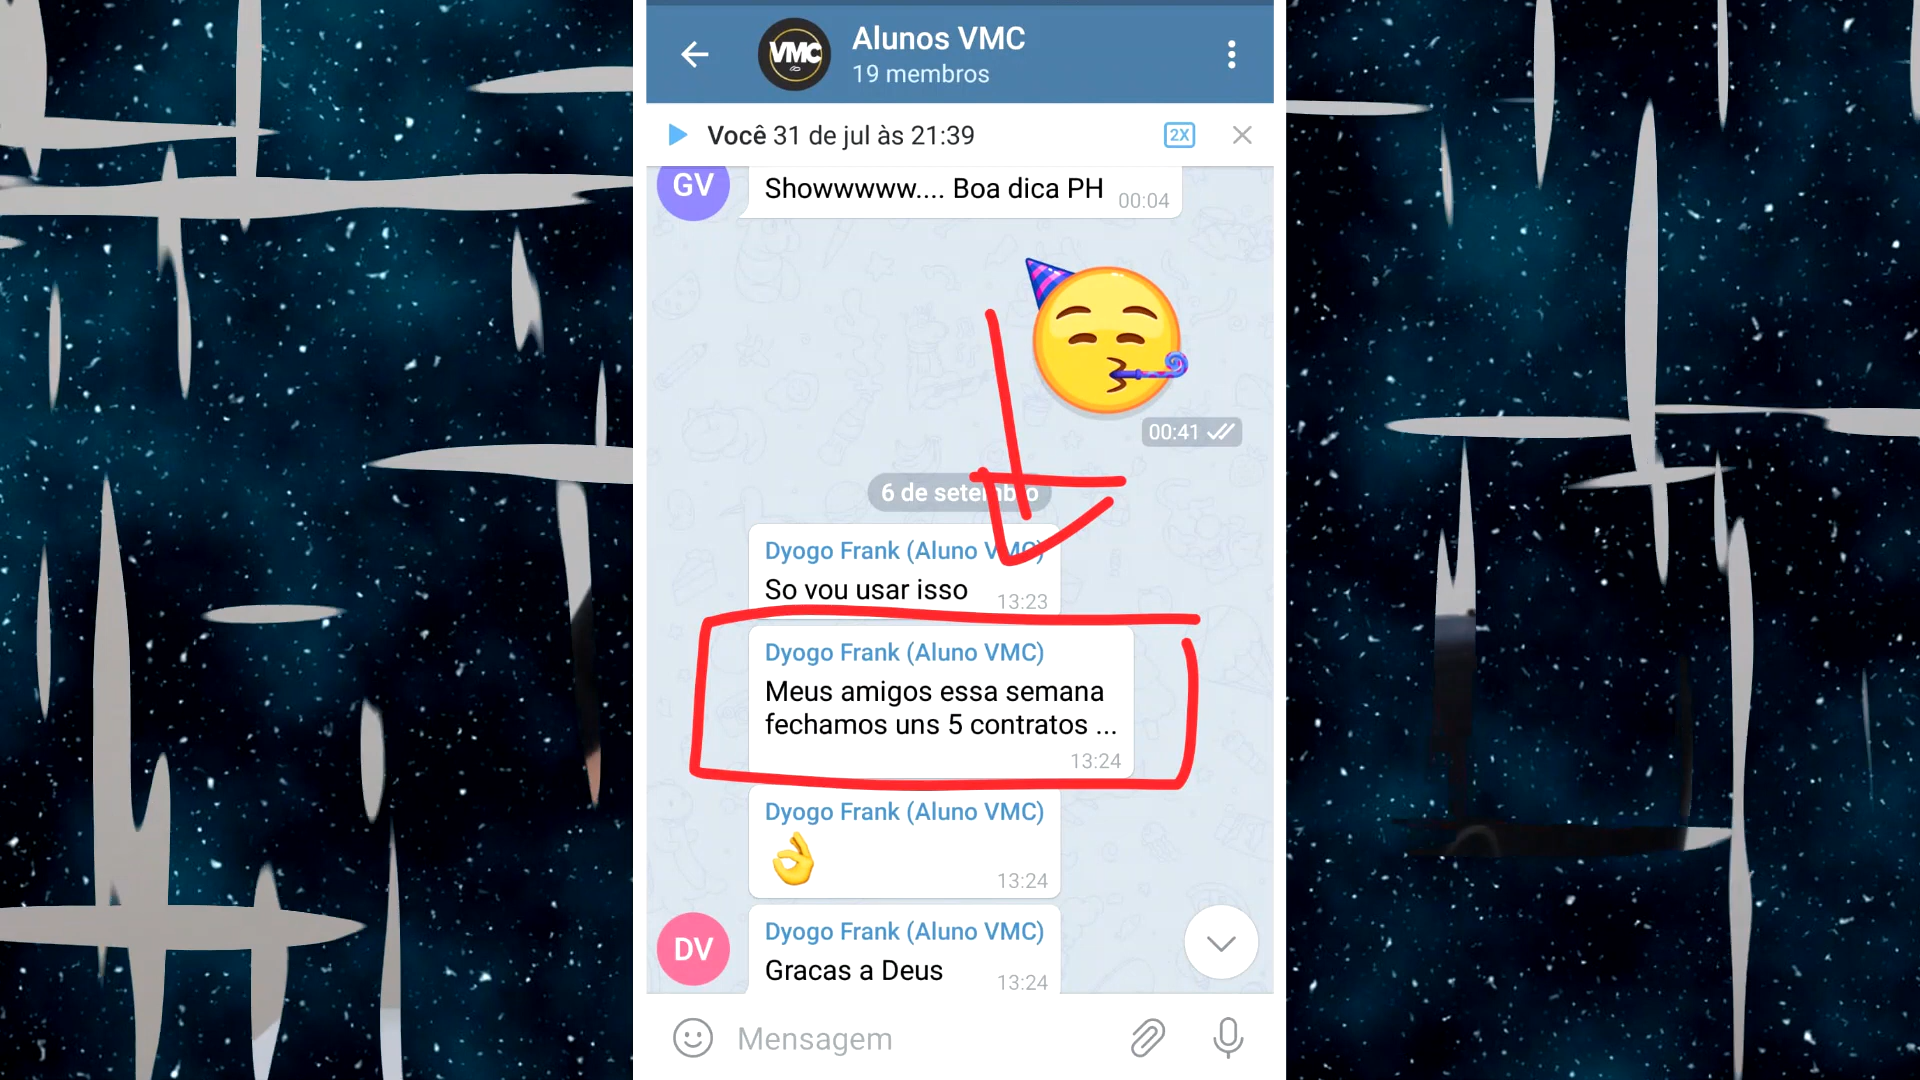 VMC
Alunos VMC
19 membros
Você 31 de jul às 21:39
2X
GV
Showwwww.... Boa dica PH 00:04
00:41
6 de setembro
Dyogo Frank (Aluno VMC)
So vou usar isso 13:23
Dyogo Frank (Aluno VMC)
Meus amigos essa semana
fechamos uns 5 contratos ...
13:24
Dyogo Frank (Aluno VMC)
👌
13:24
DV
Dyogo Frank (Aluno VMC)
Gracas a Deus 13:24
Mensagem